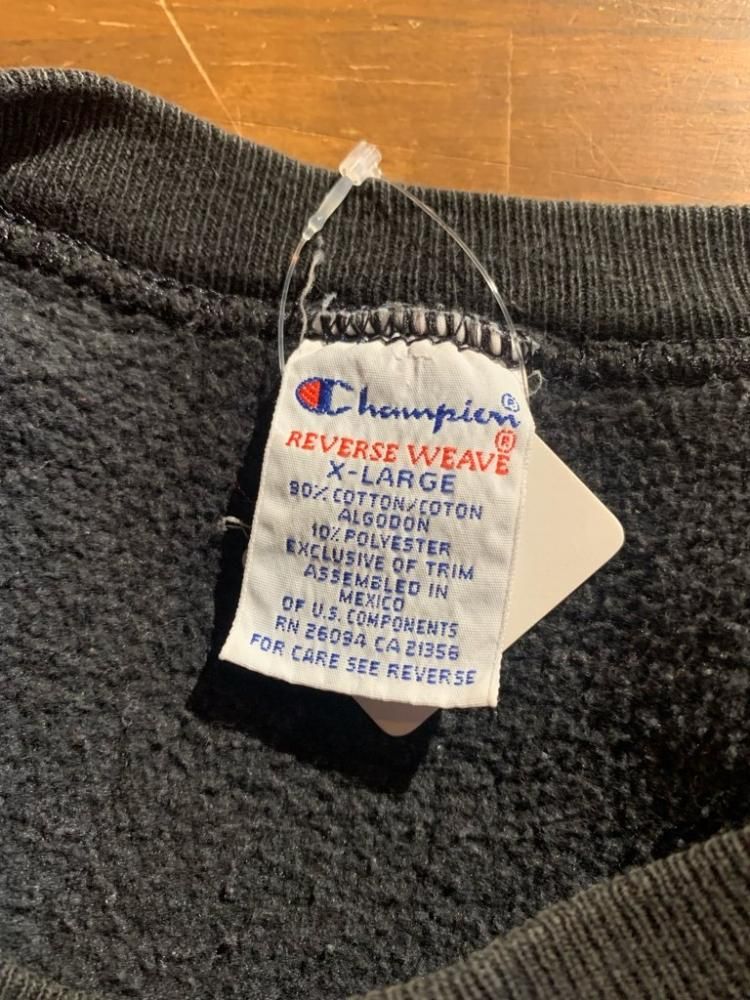 Champion®
REVERSE WEAVE®
X-LARGE
90% COTTON/COTON
ALGODON
10% POLYESTER
EXCLUSIVE OF TRIM
ASSEMBLED IN
MEXICO
OF U.S. COMPONENTS
RN 26094 CA 21356
FOR CARE SEE REVERSE